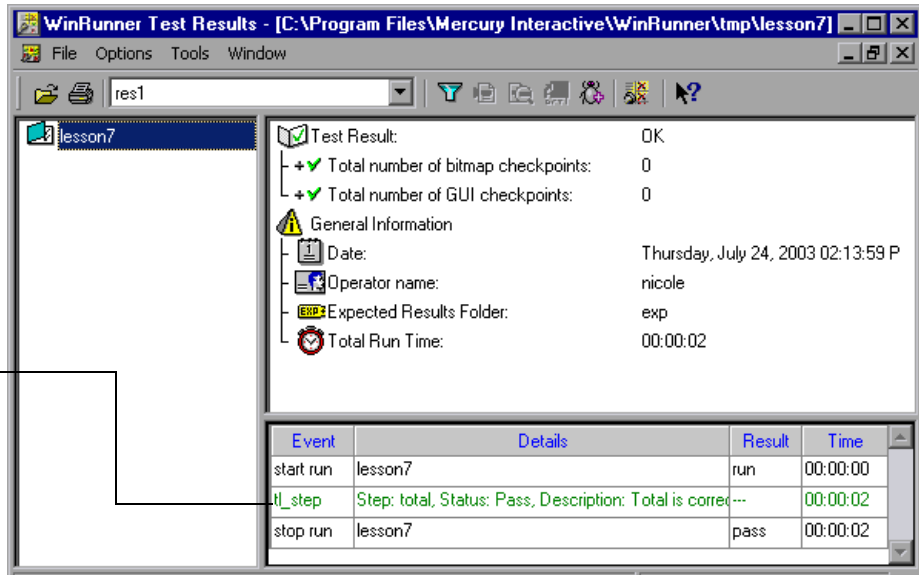 WinRunner Test Results - [C:\Program Files\Mercury Interactive\WinRunner\tmp\lesson7]
File Options Tools Window
res1
lesson7
Test Result: OK
Total number of bitmap checkpoints: 0
Total number of GUI checkpoints: 0
General Information
Date: Thursday, July 24, 2003 02:13:59 P
Operator name: nicole
EXP Expected Results Folder: exp
Total Run Time: 00:00:02
Event Details Result Time
start run lesson7 run 00:00:00
tl_step Step: total, Status: Pass, Description: Total is correc --- 00:00:02
stop run lesson7 pass 00:00:02